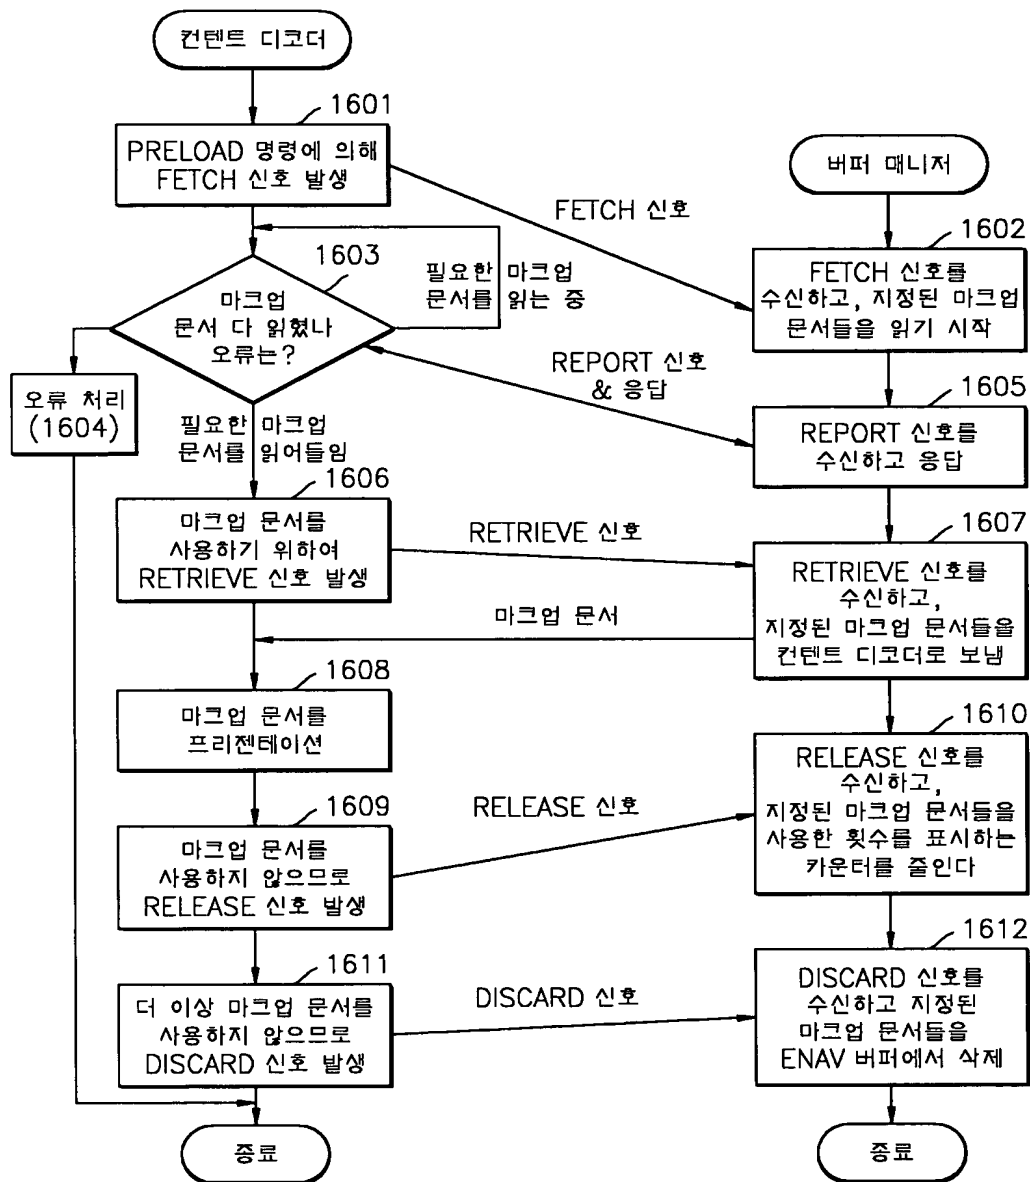 컨텐트 디코더
1601
PRELOAD 명령에 의해
FETCH 신호 발생
버퍼 매니저
FETCH 신호
1602
FETCH 신호를
수신하고, 지정된 마크업
문서들을 읽기 시작
1603
마크업
문서 다 읽혔나
오류는?
필요한 마크업
문서를 읽는 중
REPORT 신호
& 응답
오류 처리
(1604)
1605
REPORT 신호를
수신하고 응답
필요한 마크업
문서를 읽어들임
1606
마크업 문서를
사용하기 위하여
RETRIEVE 신호 발생
RETRIEVE 신호
1607
RETRIEVE 신호를
수신하고,
지정된 마크업 문서들을
컨텐트 디코더로 보냄
마크업 문서
1608
마크업 문서를
프리젠테이션
1609
마크업 문서를
사용하지 않으므로
RELEASE 신호 발생
RELEASE 신호
1610
RELEASE 신호를
수신하고,
지정된 마크업 문서들을
사용한 횟수를 표시하는
카운터를 줄인다
1611
더 이상 마크업 문서를
사용하지 않으므로
DISCARD 신호 발생
DISCARD 신호
1612
DISCARD 신호를
수신하고 지정된
마크업 문서들을
ENAV 버퍼에서 삭제
종료
종료